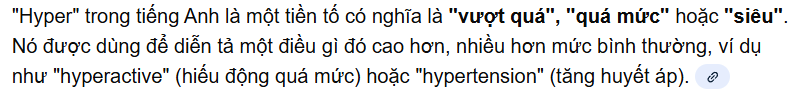 "Hyper" trong tiếng Anh là một tiền tố có nghĩa là "vượt quá", "quá mức" hoặc "siêu".
Nó được dùng để diễn tả một điều gì đó cao hơn, nhiều hơn mức bình thường, ví dụ
như "hyperactive" (hiếu động quá mức) hoặc "hypertension" (tăng huyết áp).